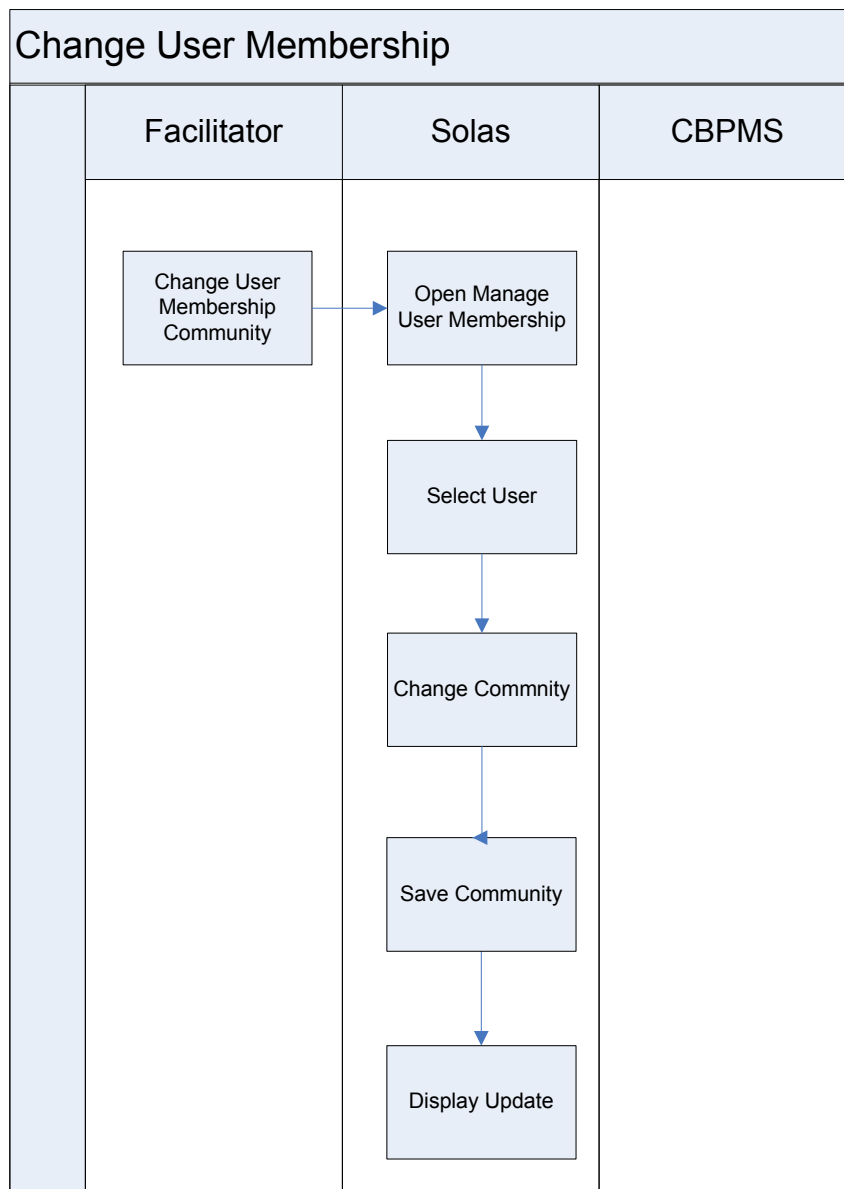 Change User Membership
Facilitator
Solas
CBPMS
Change User
Membership
Community
Open Manage
User Membership
Select User
Change Commnity
Save Community
Display Update